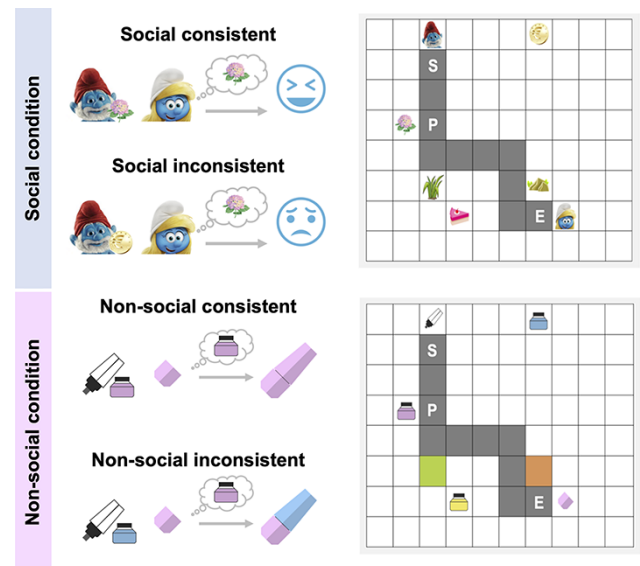 Social condition
Social consistent
Social inconsistent
S
P
E
Non-social condition
Non-social consistent
Non-social inconsistent
S
P
E